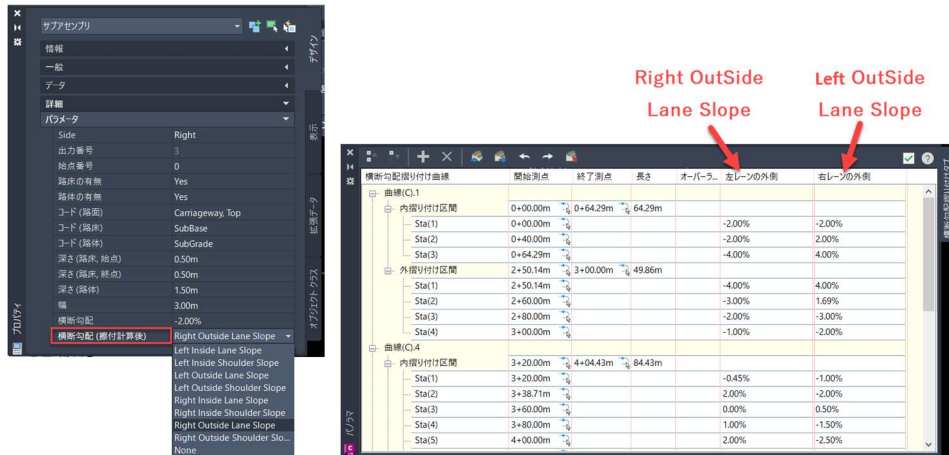 サブアセンブリ
情報
一般
データ
詳細
パラメータ
Side Right
出力番号 3
始点番号 0
路床の有無 Yes
路体の有無 Yes
コード (路面) Carriageway, Top
コード (路床) SubBase
コード (路体) SubGrade
深さ (路床, 始点) 0.50m
深さ (路床, 終点) 0.50m
深さ (路体) 1.50m
幅 3.00m
横断勾配 -2.00%
横断勾配 (擦付計算後) Right Outside Lane Slope
Left Inside Lane Slope
Left Inside Shoulder Slope
Left Outside Lane Slope
Left Outside Shoulder Slope
Right Inside Lane Slope
Right Inside Shoulder Slope
Right Outside Lane Slope
Right Outside Shoulder Slo...
None
デザイン
表示
拡張データ
オブジェクト クラス
プロパティ
Right OutSide
Lane Slope
Left OutSide
Lane Slope
横断勾配摺り付け曲線 開始測点 終了測点 長さ オーバーラ... 左レーンの外側 右レーンの外側
曲線(C).1
内摺り付け区間 0+00.00m 0+64.29m 64.29m
Sta(1) 0+00.00m -2.00% -2.00%
Sta(2) 0+40.00m -2.00% 2.00%
Sta(3) 0+64.29m -4.00% 4.00%
外摺り付け区間 2+50.14m 3+00.00m 49.86m
Sta(1) 2+50.14m -4.00% 4.00%
Sta(2) 2+60.00m -3.00% 1.69%
Sta(3) 2+80.00m -2.00% -3.00%
Sta(4) 3+00.00m -1.00% -2.00%
曲線(C).4
内摺り付け区間 3+20.00m 4+04.43m 84.43m
Sta(1) 3+20.00m -0.45% -1.00%
Sta(2) 3+38.71m 2.00% -2.00%
Sta(3) 3+60.00m 0.00% 0.50%
Sta(4) 3+80.00m 1.00% -1.50%
Sta(5) 4+00.00m 2.00% -2.50%
パノラマ